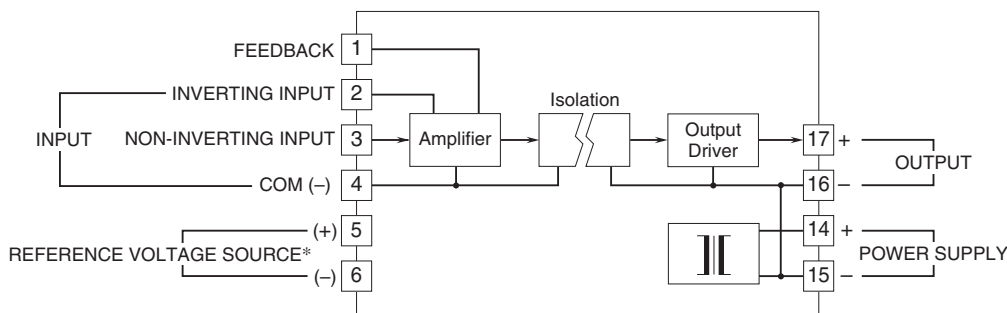 FEEDBACK 1
INVERTING INPUT 2
Isolation
INPUT
NON-INVERTING INPUT 3
Amplifier
Output
Driver
17 +
OUTPUT
COM (–) 4
16 –
(+) 5
14 +
REFERENCE VOLTAGE SOURCE*
POWER SUPPLY
(–) 6
15 –